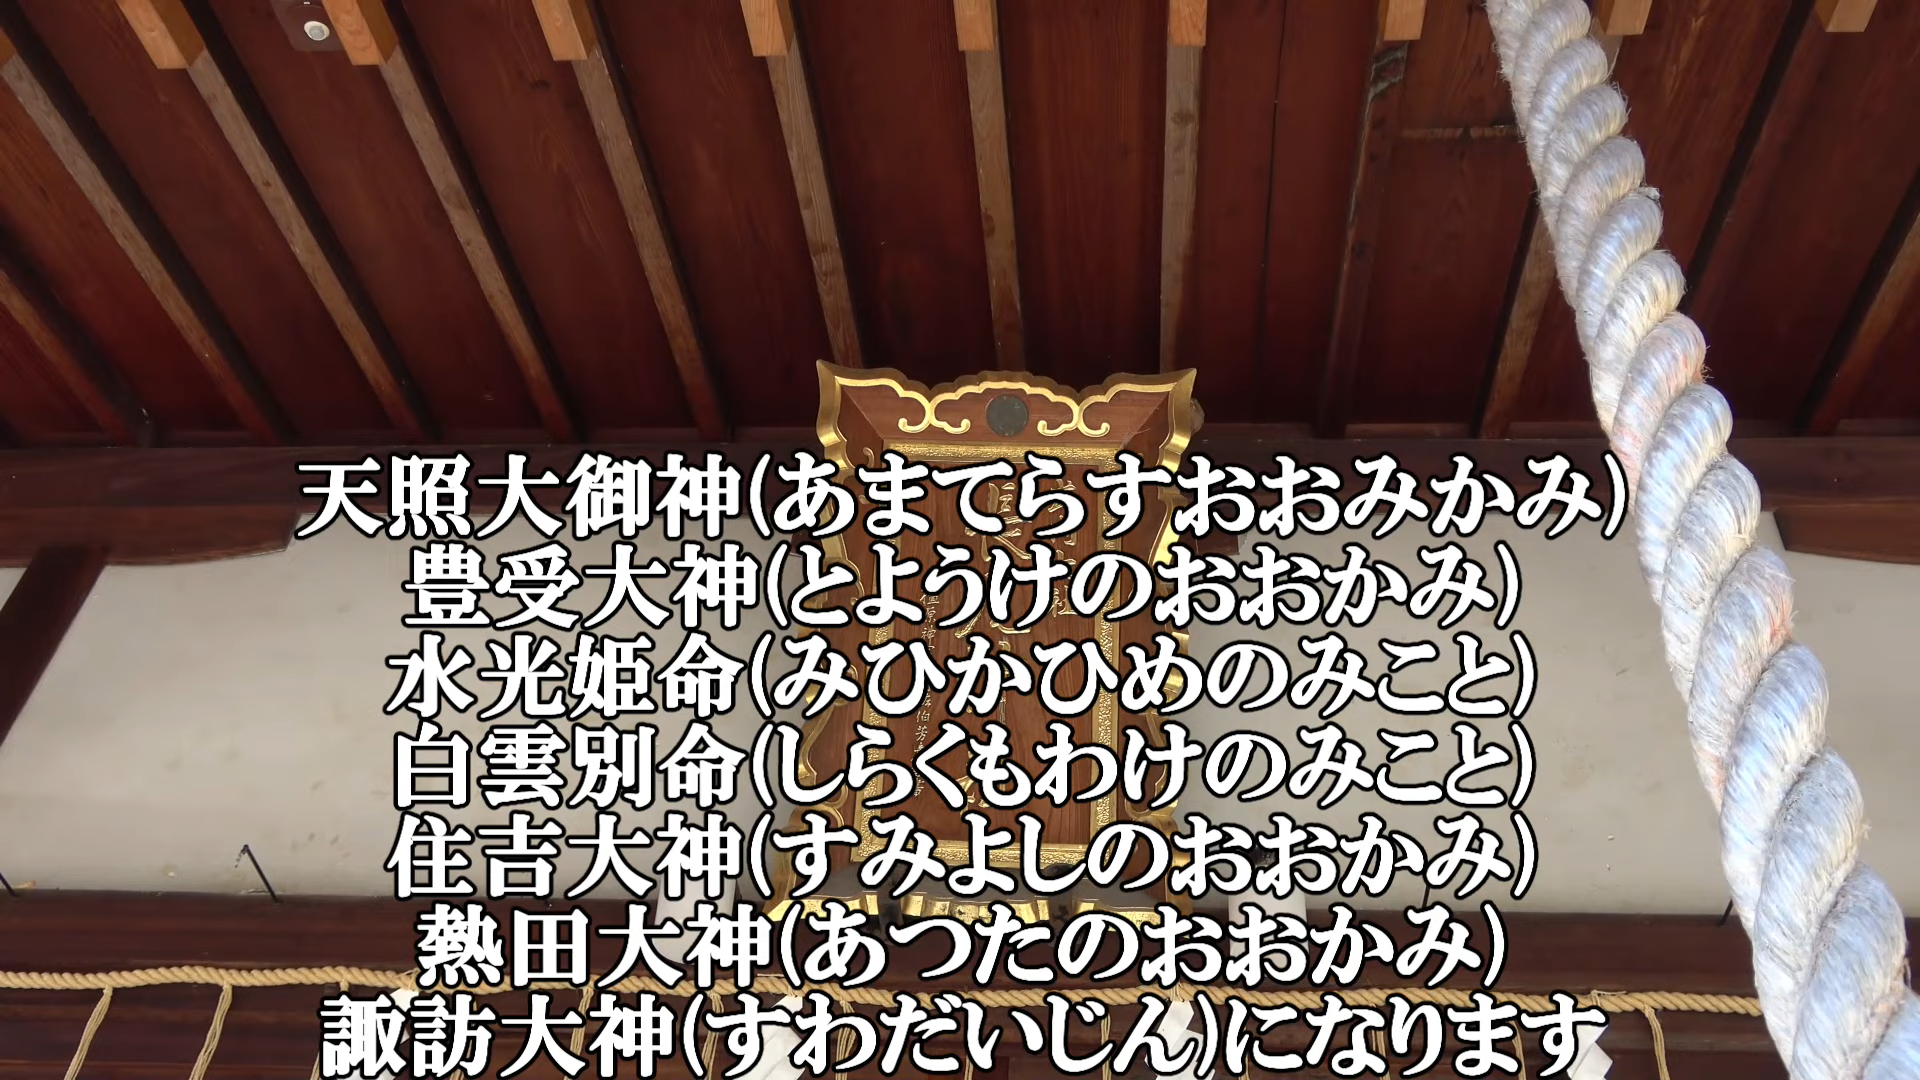 天照大御神(あまてらすおおみかみ)
豊受大神(とようけのおおかみ)
水光姫命(みひかひめのみこと)
白雲別命(しらくもわけのみこと)
住吉大神(すみよしのおおかみ)
熱田大神(あつたのおおかみ)
諏訪大神(すわだいじん)になります